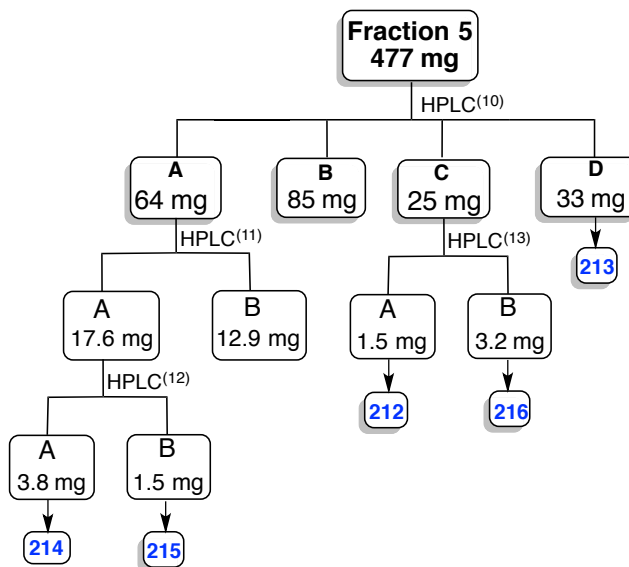 Fraction 5
477 mg
HPLC(10)
A
64 mg
B
85 mg
C
25 mg
D
33 mg
HPLC(11)
HPLC(13)
213
A
17.6 mg
B
12.9 mg
A
1.5 mg
B
3.2 mg
HPLC(12)
212
216
A
3.8 mg
B
1.5 mg
214
215